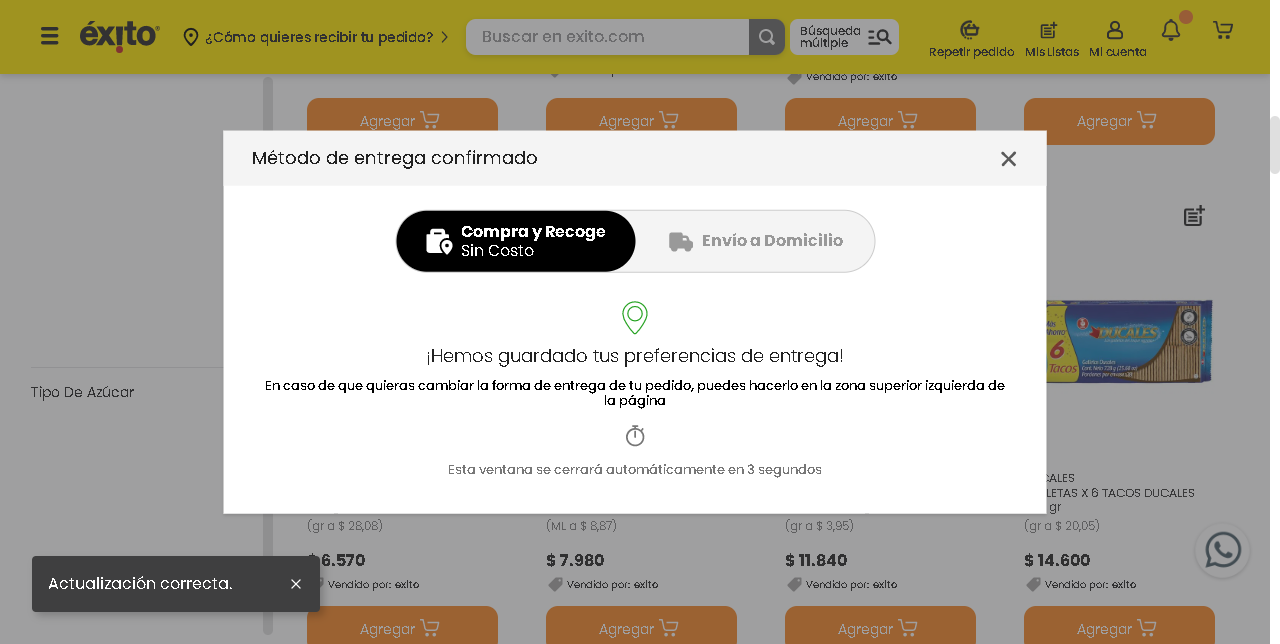 éxito
¿Cómo quieres recibir tu pedido?
Buscar en exito.com
Búsqueda
múltiple
Repetir pedido
Mis Listas
Mi cuenta
Vendido por: exito
Vendido por: exito
Agregar
Agregar
Agregar
Agregar
Método de entrega confirmado
Compra y Recoge
Sin Costo
Envío a Domicilio
¡Hemos guardado tus preferencias de entrega!
En caso de que quieras cambiar la forma de entrega de tu pedido, puedes hacerlo en la zona superior izquierda de
la página
Esta ventana se cerrará automáticamente en 3 segundos
Tipo De Azúcar
6
Tacos
DUCALES
CALES
LETAS X 6 TACOS DUCALES
gr
(gr a $ 28,08)
(ML a $ 8,87)
(gr a $ 3,95)
(gr a $ 20,05)
$ 6.570
$ 7.980
$ 11.840
$ 14.600
Vendido por: exito
Vendido por: exito
Vendido por: exito
Vendido por: exito
Actualización correcta.
Agregar
Agregar
Agregar
Agregar